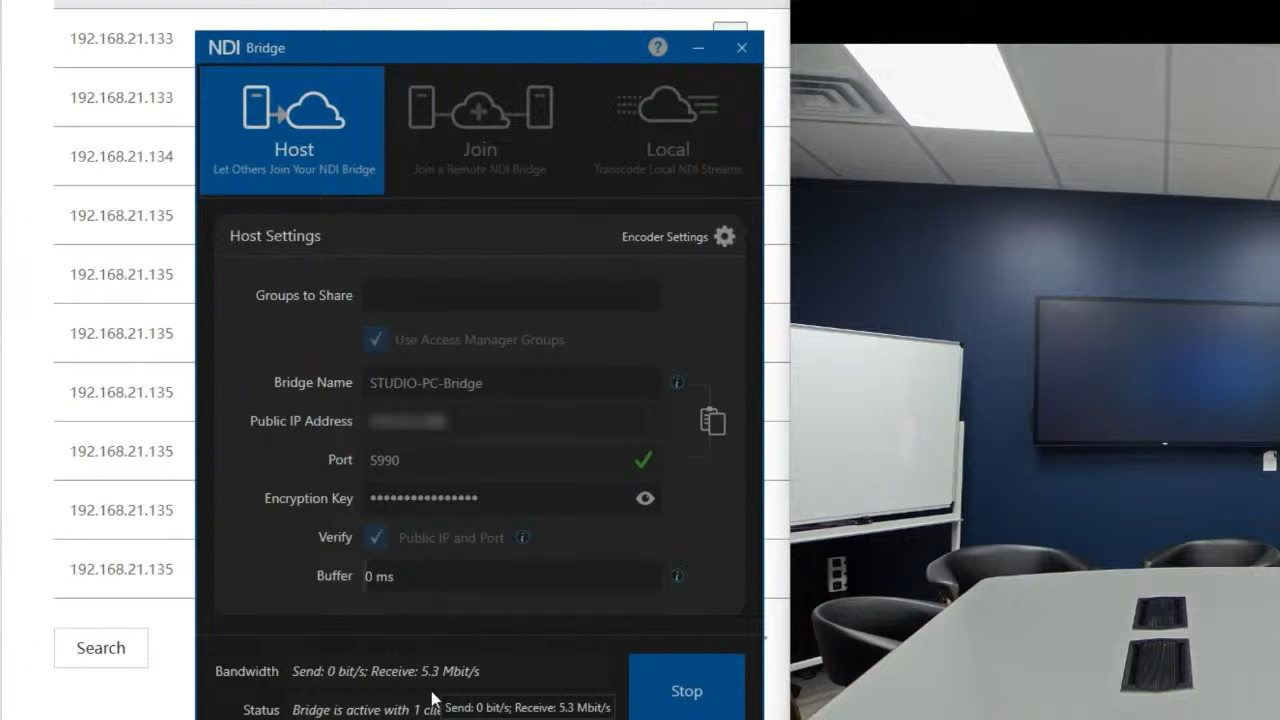 192.168.21.133
192.168.21.133
192.168.21.134
192.168.21.135
192.168.21.135
192.168.21.135
192.168.21.135
192.168.21.135
192.168.21.135
192.168.21.135
Search
NDI Bridge
?
Host
Let Others Join Your NDI Bridge
Join
Join a Remote NDI Bridge
Local
Transcode Local NDI Streams
Host Settings
Encoder Settings
Groups to Share
Use Access Manager Groups
Bridge Name STUDIO-PC-Bridge
Public IP Address
Port 5990
Encryption Key ••••••••••••••••
Verify Public IP and Port
Buffer 0 ms
Bandwidth Send: 0 bit/s; Receive: 5.3 Mbit/s
Status Bridge is active with 1
Send: 0 bit/s; Receive: 5.3 Mbit/s
Stop